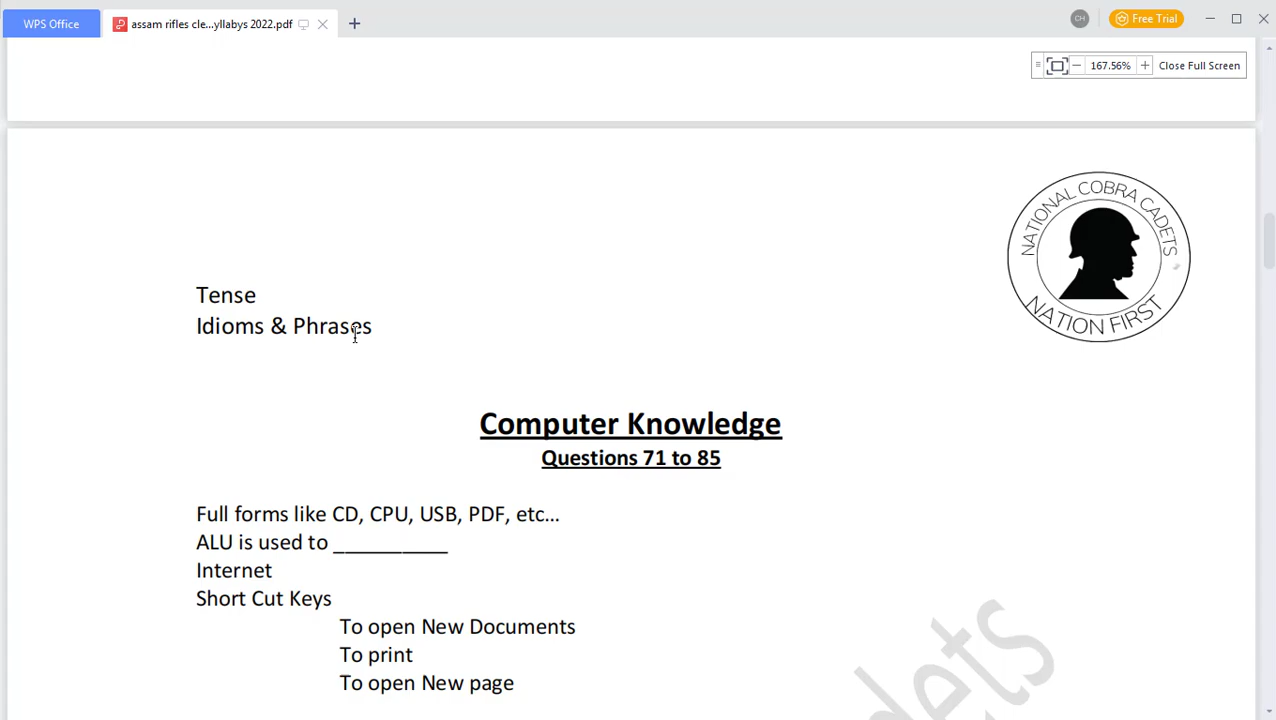 WPS Office
assam rifles cle...yllabys 2022.pdf
CH
Free Trial
167.56%
Close Full Screen
NATIONAL COBRA CADETS
NATION FIRST
Tense
Idioms & Phrases
Computer Knowledge
Questions 71 to 85
Full forms like CD, CPU, USB, PDF, etc...
ALU is used to __________
Internet
Short Cut Keys
To open New Documents
To print
To open New page